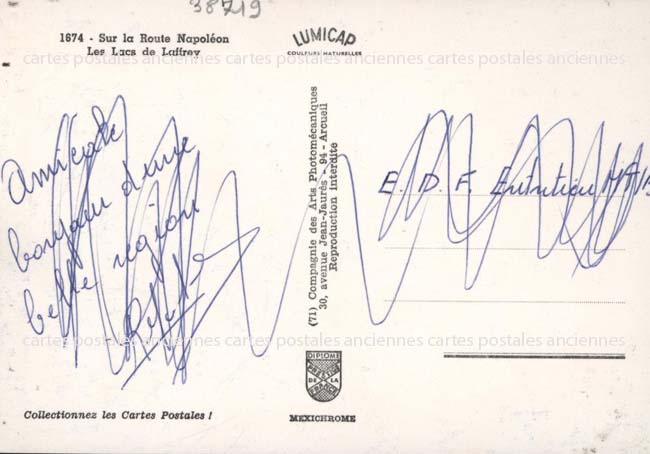 38719
1674 - Sur la Route Napoléon
Les Lacs de Laffrey
LUMICAP
COULEURS NATURELLES
cartes postales anciennes cartes postales anciennes cartes postales anciennes
Amicale
bonjour d'une
belle région
(71) Compagnie des Arts Photomécaniques
30, avenue Jean-Jaurès - 94 - Arcueil
Reproduction Interdite
E. D. F. Entretien
cartes postales anciennes cartes postales anciennes cartes postales anciennes
DIPLOME
PRESTIGE
DE LA
FRANCE
MEXICHROME
Collectionnez les Cartes Postales !